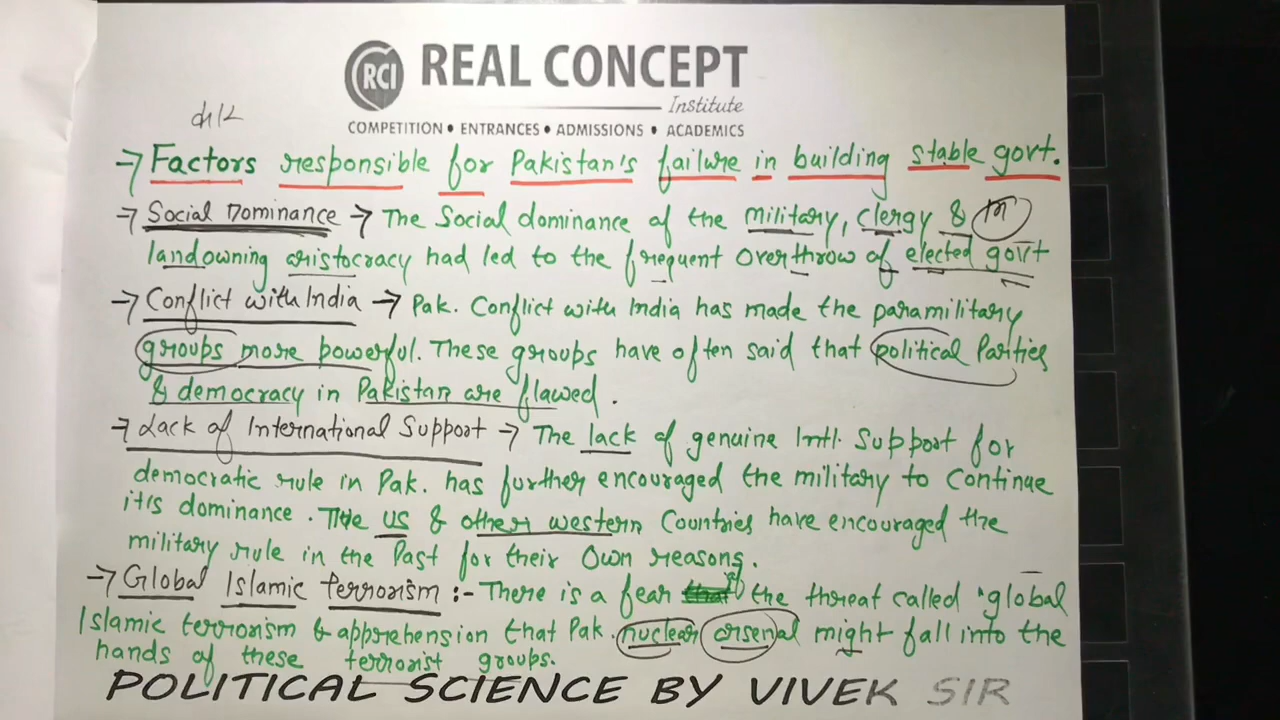 RCI REAL CONCEPT
Institute
COMPETITION • ENTRANCES • ADMISSIONS • ACADEMICS
→ Factors responsible for Pakistan's failure in building stable govt.
→ Social Dominance → The Social dominance of the military, clergy &
landowning aristocracy had led to the frequent overthrow of elected govt
→ Conflict with India → Pak. Conflict with India has made the paramilitary
groups more powerful. These groups have often said that political Parties
& democracy in Pakistan are flawed.
→ Lack of International Support → The lack of genuine Intl. Support for
democratic rule in Pak. has further encouraged the military to Continue
it's dominance. The US & other western Countries have encouraged the
military rule in the Past for their Own reasons.
→ Global Islamic terrorism :- There is a fear of the threat called 'global
Islamic terrorism & apprehension that Pak. nuclear arsenal might fall into the
hands of these terrorist groups.
POLITICAL SCIENCE BY VIVEK SIR